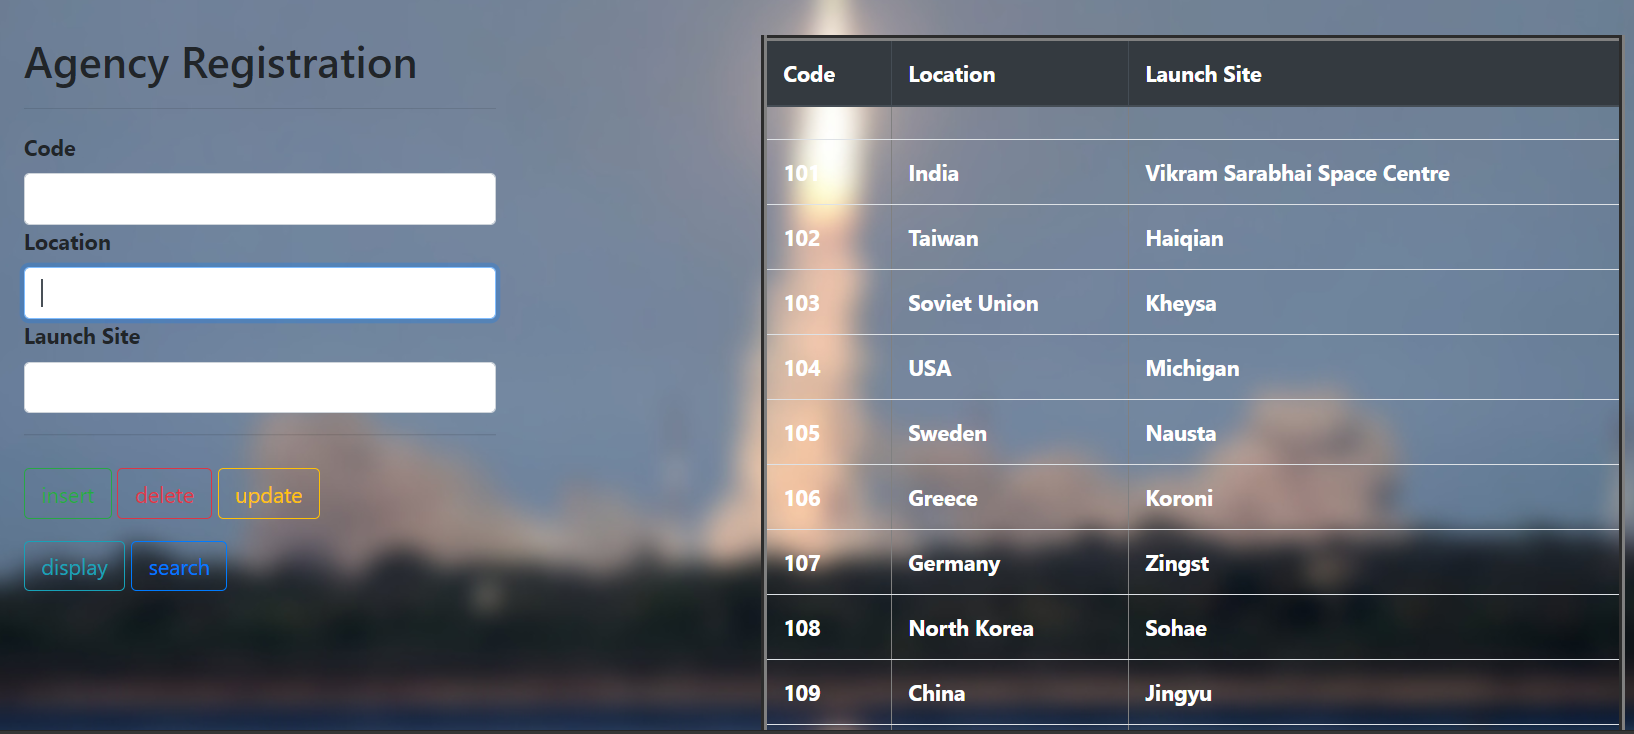 Agency Registration
Code
Location
Launch Site
insert delete update
display search
Code Location Launch Site
101 India Vikram Sarabhai Space Centre
102 Taiwan Haiqian
103 Soviet Union Kheysa
104 USA Michigan
105 Sweden Nausta
106 Greece Koroni
107 Germany Zingst
108 North Korea Sohae
109 China Jingyu